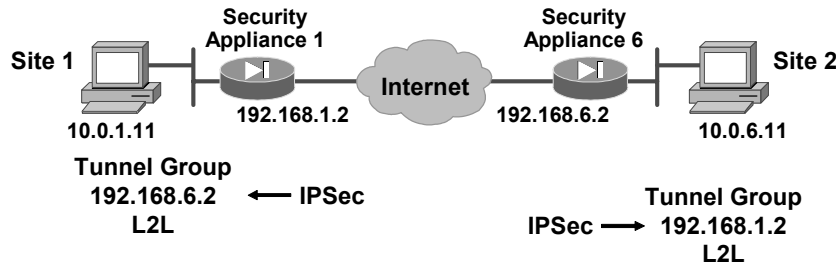 Security
Appliance 1
Security
Appliance 6
Site 1
Internet
Site 2
10.0.1.11
192.168.1.2
192.168.6.2
10.0.6.11
Tunnel Group
192.168.6.2
L2L
IPSec
IPSec
Tunnel Group
192.168.1.2
L2L